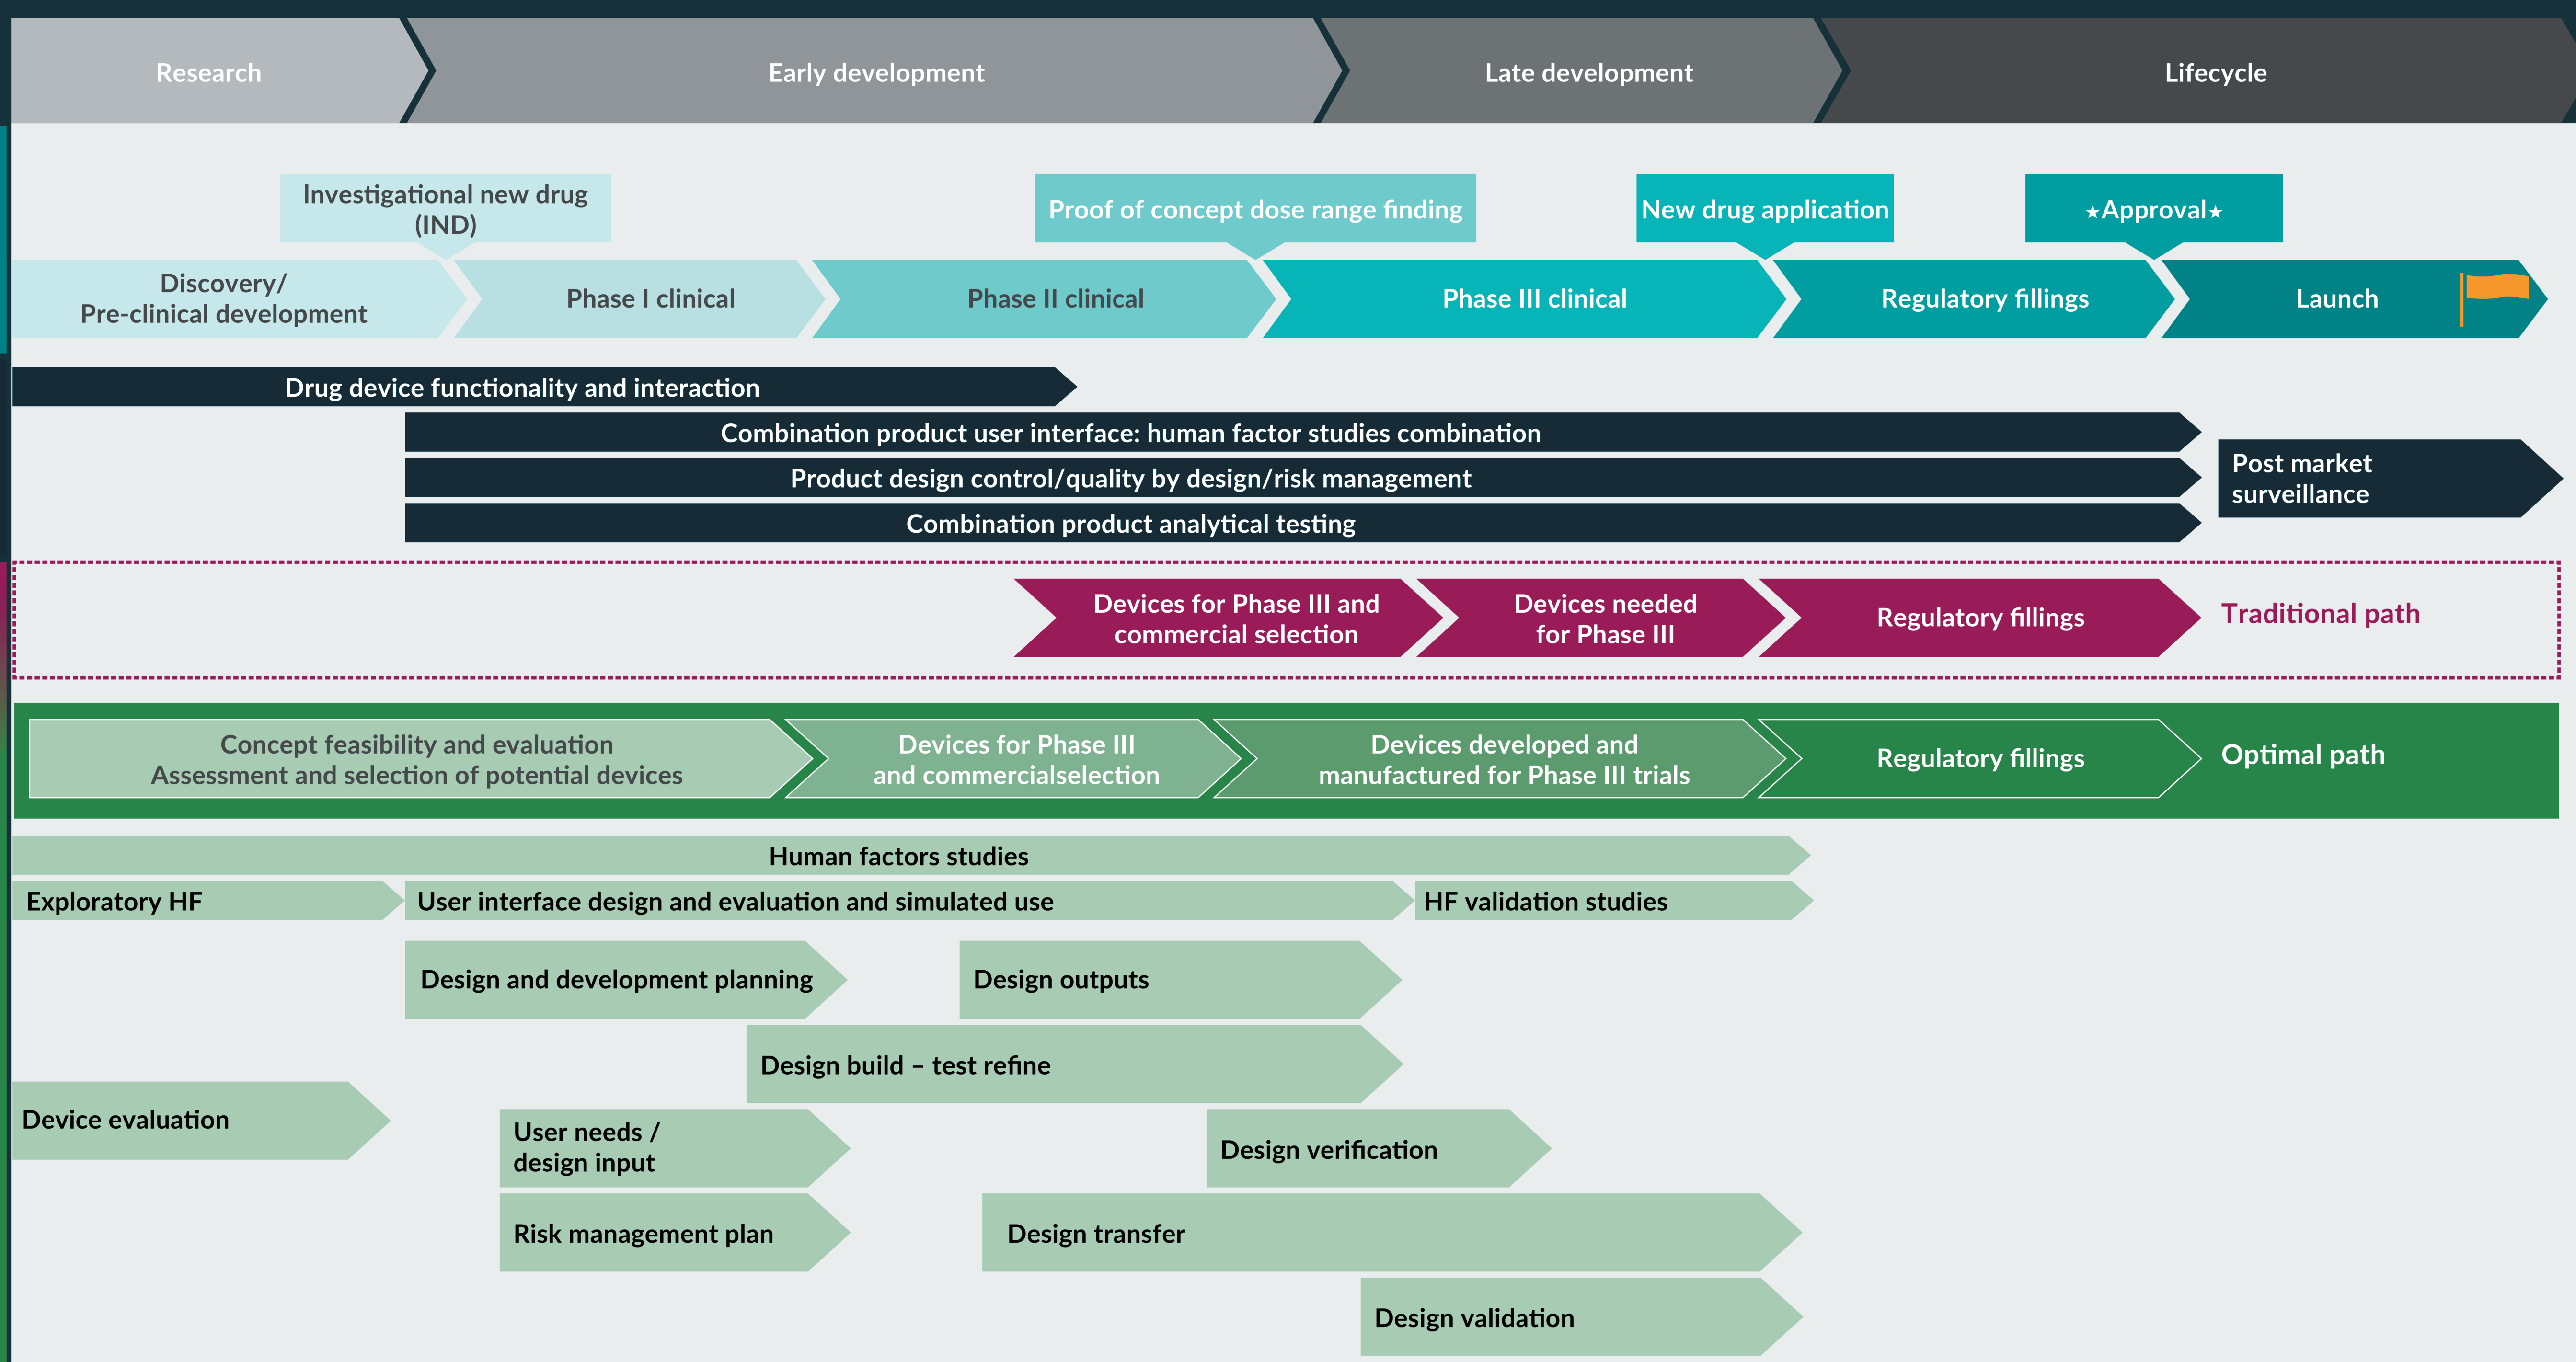 Research
Early development
Late development
Lifecycle
Investigational new drug
(IND)
Proof of concept dose range finding
New drug application
★Approval★
Discovery/
Pre-clinical development
Phase I clinical
Phase II clinical
Phase III clinical
Regulatory fillings
Launch
Drug device functionality and interaction
Combination product user interface: human factor studies combination
Product design control/quality by design/risk management
Combination product analytical testing
Post market
surveillance
Devices for Phase III and
commercial selection
Devices needed
for Phase III
Regulatory fillings
Traditional path
Concept feasibility and evaluation
Assessment and selection of potential devices
Devices for Phase III
and commercialselection
Devices developed and
manufactured for Phase III trials
Regulatory fillings
Optimal path
Human factors studies
Exploratory HF
User interface design and evaluation and simulated use
HF validation studies
Design and development planning
Design outputs
Design build – test refine
Device evaluation
User needs /
design input
Design verification
Risk management plan
Design transfer
Design validation